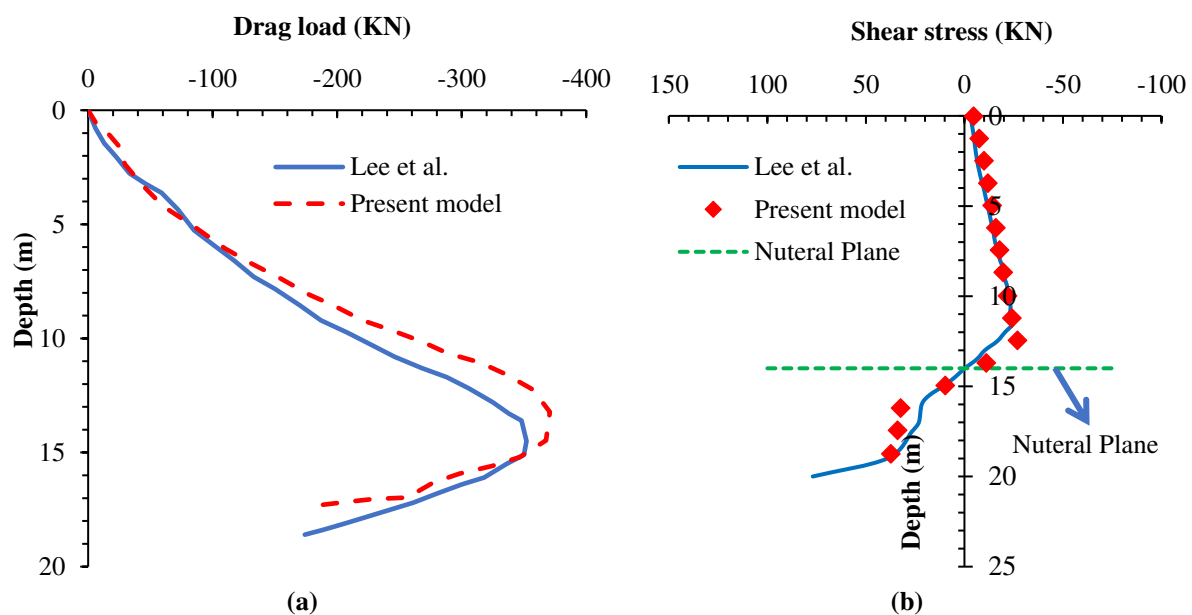 Drag load (KN)
0 -100 -200 -300 -400
0
5
10
15
20
Depth (m)
Lee et al.
Present model
(a)
Shear stress (KN)
150 100 50 0 -50 -100
0
5
10
15
20
25
Depth (m)
Lee et al.
Present model
Nuteral Plane
Nuteral Plane
(b)